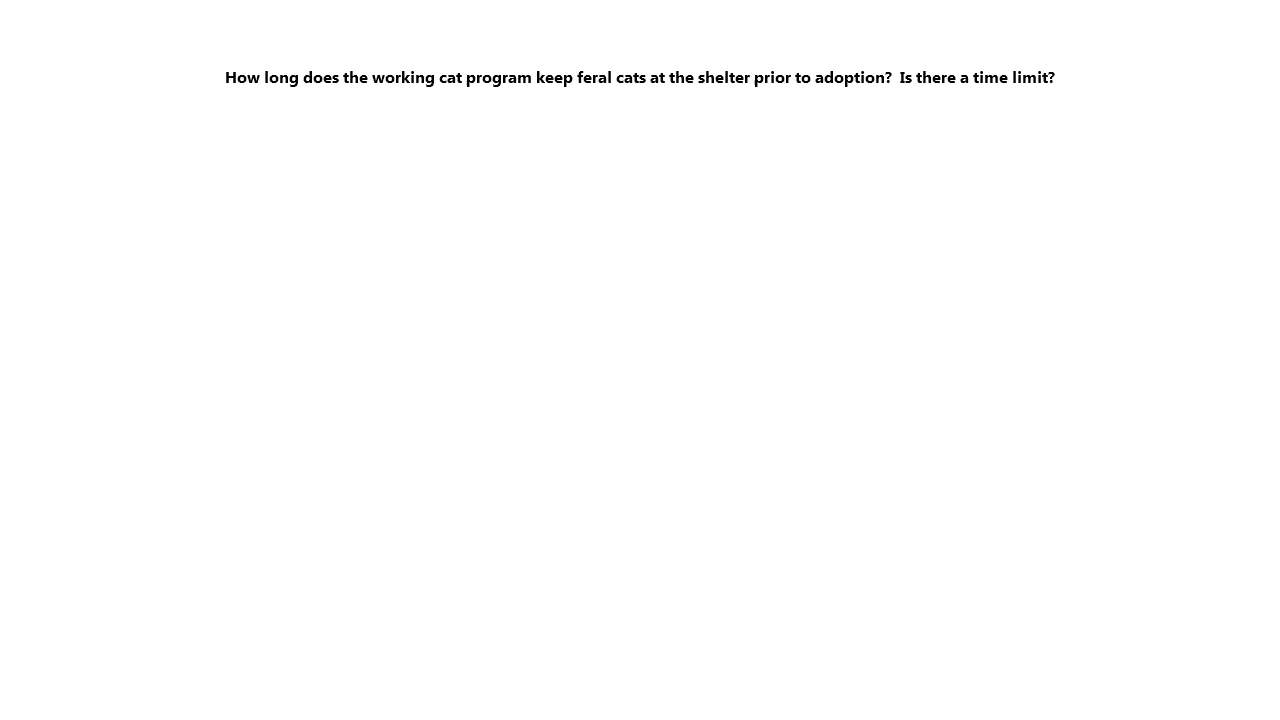 How long does the working cat program keep feral cats at the shelter prior to adoption?  Is there a time limit?